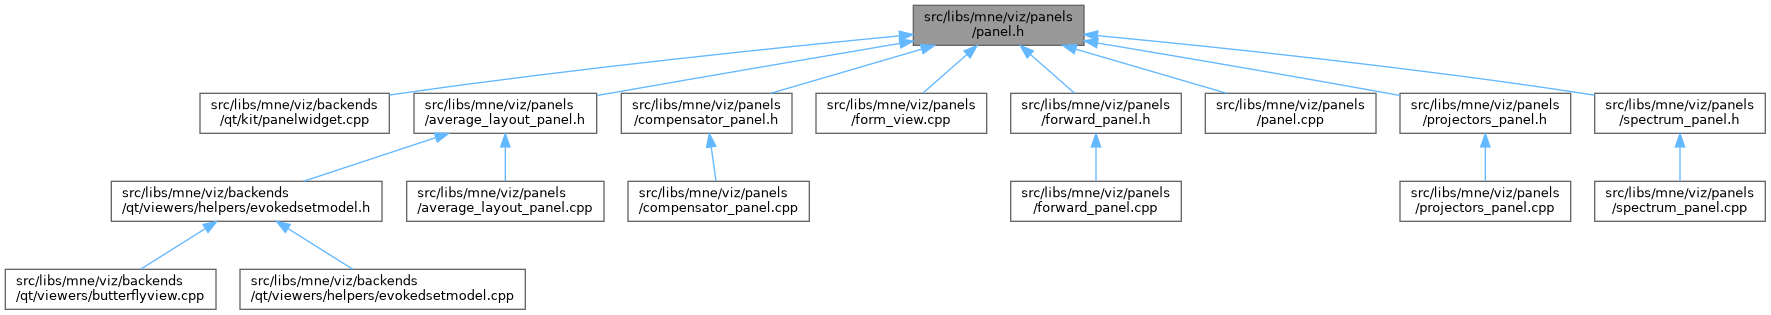 src/libs/mne/viz/panels
/panel.h
src/libs/mne/viz/backends
/qt/kit/panelwidget.cpp
src/libs/mne/viz/panels
/average_layout_panel.h
src/libs/mne/viz/panels
/compensator_panel.h
src/libs/mne/viz/panels
/form_view.cpp
src/libs/mne/viz/panels
/forward_panel.h
src/libs/mne/viz/panels
/panel.cpp
src/libs/mne/viz/panels
/projectors_panel.h
src/libs/mne/viz/panels
/spectrum_panel.h
src/libs/mne/viz/backends
/qt/viewers/helpers/evokedsetmodel.h
src/libs/mne/viz/panels
/average_layout_panel.cpp
src/libs/mne/viz/panels
/compensator_panel.cpp
src/libs/mne/viz/panels
/forward_panel.cpp
src/libs/mne/viz/panels
/projectors_panel.cpp
src/libs/mne/viz/panels
/spectrum_panel.cpp
src/libs/mne/viz/backends
/qt/viewers/butterflyview.cpp
src/libs/mne/viz/backends
/qt/viewers/helpers/evokedsetmodel.cpp